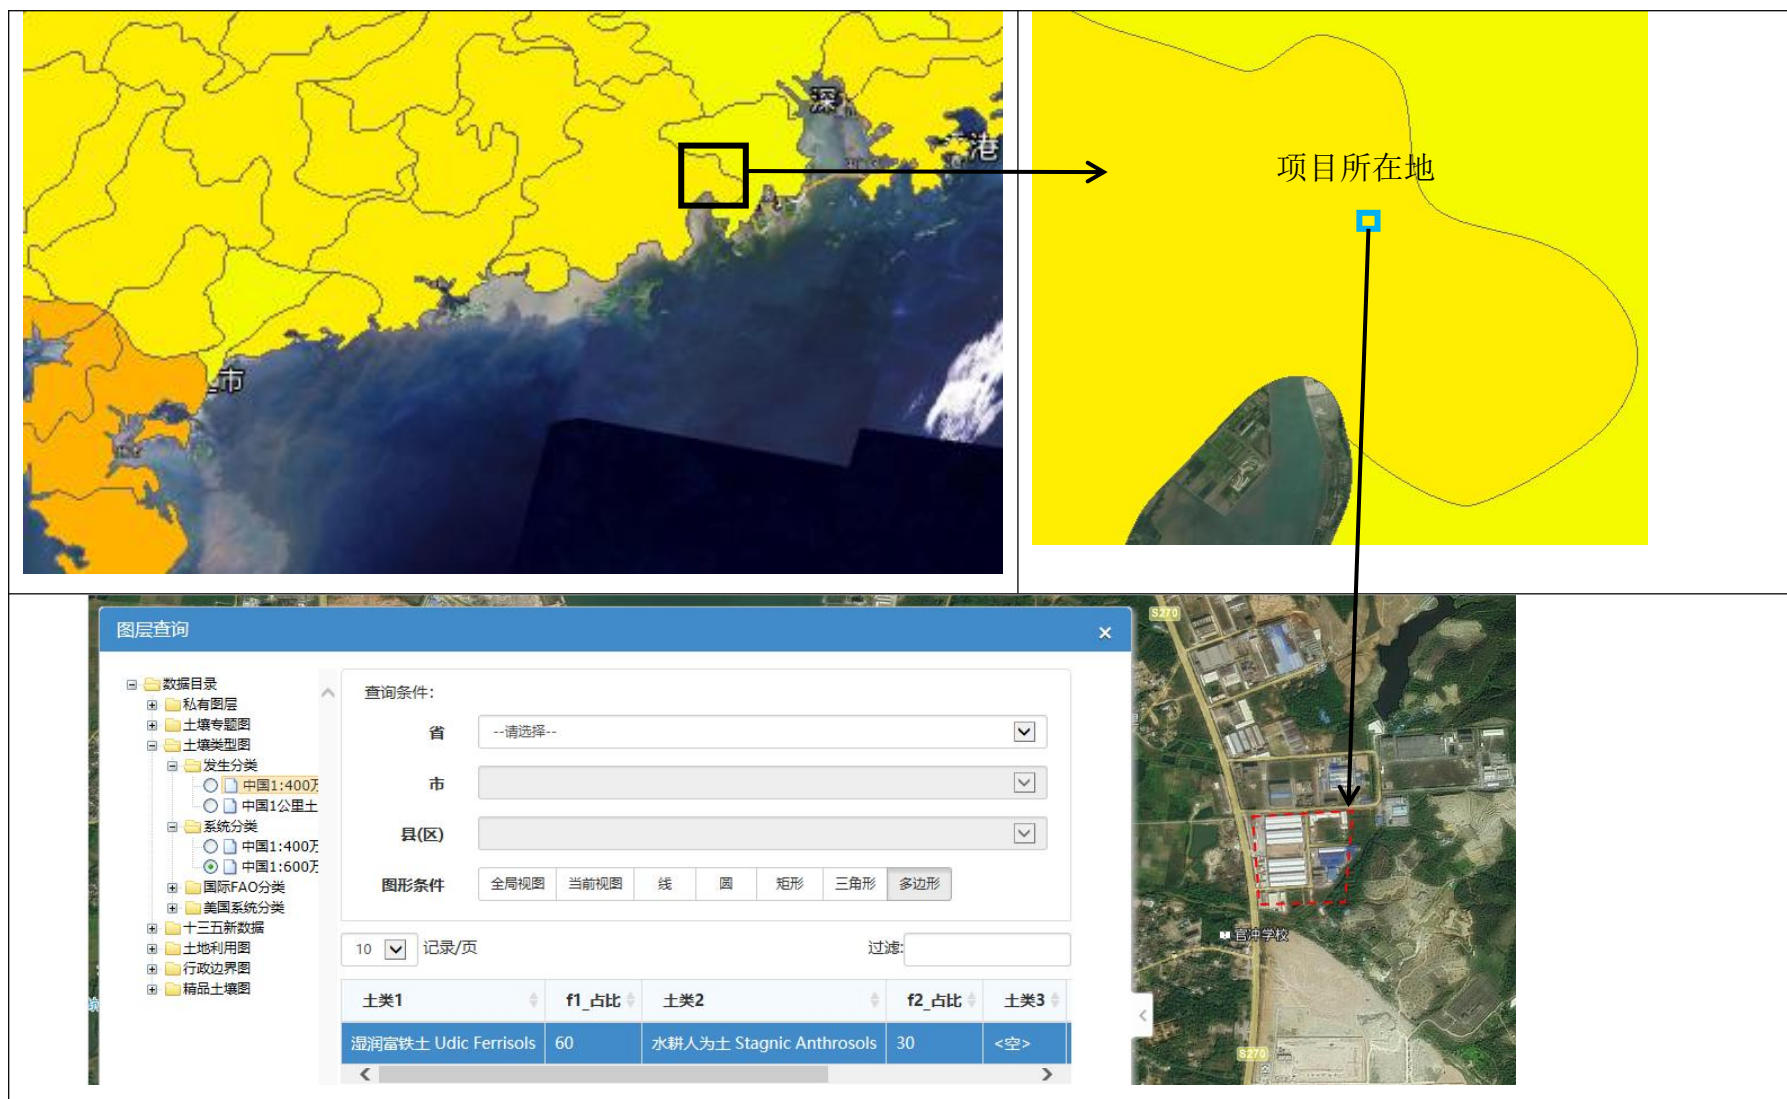 深
港
市
项目所在地
图层查询
×
数据目录
私有图层
土壤专题图
土壤类型图
发生分类
中国1:400万
中国1公里土
系统分类
中国1:400万
中国1:600万
国际FAO分类
美国系统分类
十三五新数据
土地利用图
行政边界图
精品土壤图
查询条件:
省
--请选择--
市
县(区)
图形条件
全局视图 当前视图 线 圆 矩形 三角形 多边形
10 记录/页
过滤:
土类1 f1_占比 土类2 f2_占比 土类3
湿润富铁土 Udic Ferrisols 60 水耕人为土 Stagnic Anthrosols 30 <空>
S270
官冲学校
S270